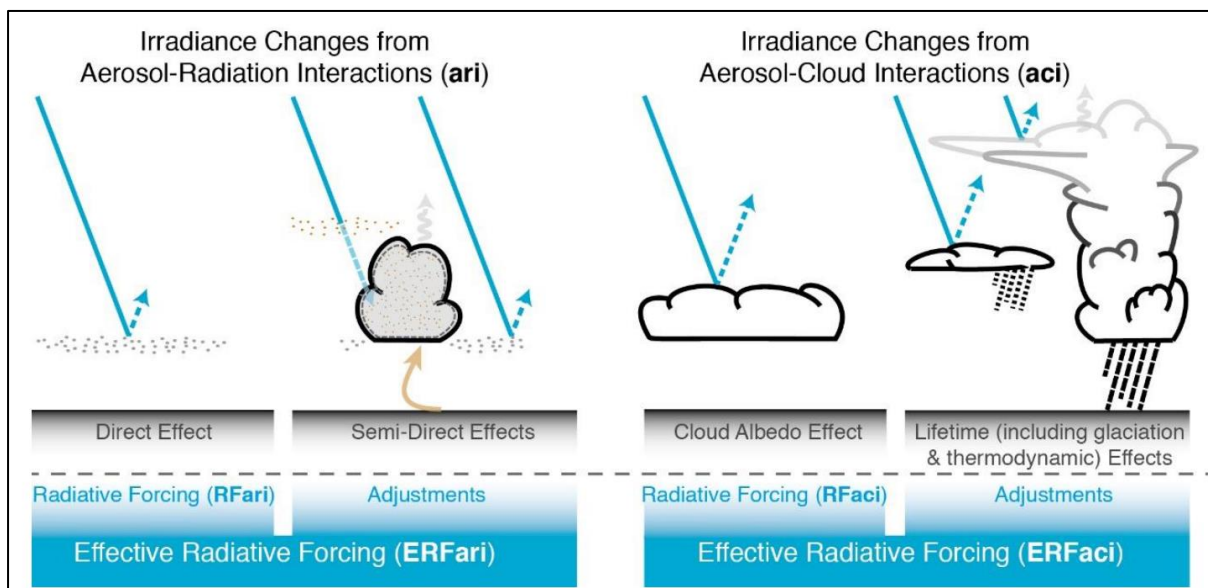 Irradiance Changes from
Aerosol-Radiation Interactions (ari)
Irradiance Changes from
Aerosol-Cloud Interactions (aci)
Direct Effect
Semi-Direct Effects
Cloud Albedo Effect
Lifetime (including glaciation
& thermodynamic) Effects
Radiative Forcing (RFari)
Adjustments
Radiative Forcing (RFaci)
Adjustments
Effective Radiative Forcing (ERFari)
Effective Radiative Forcing (ERFaci)